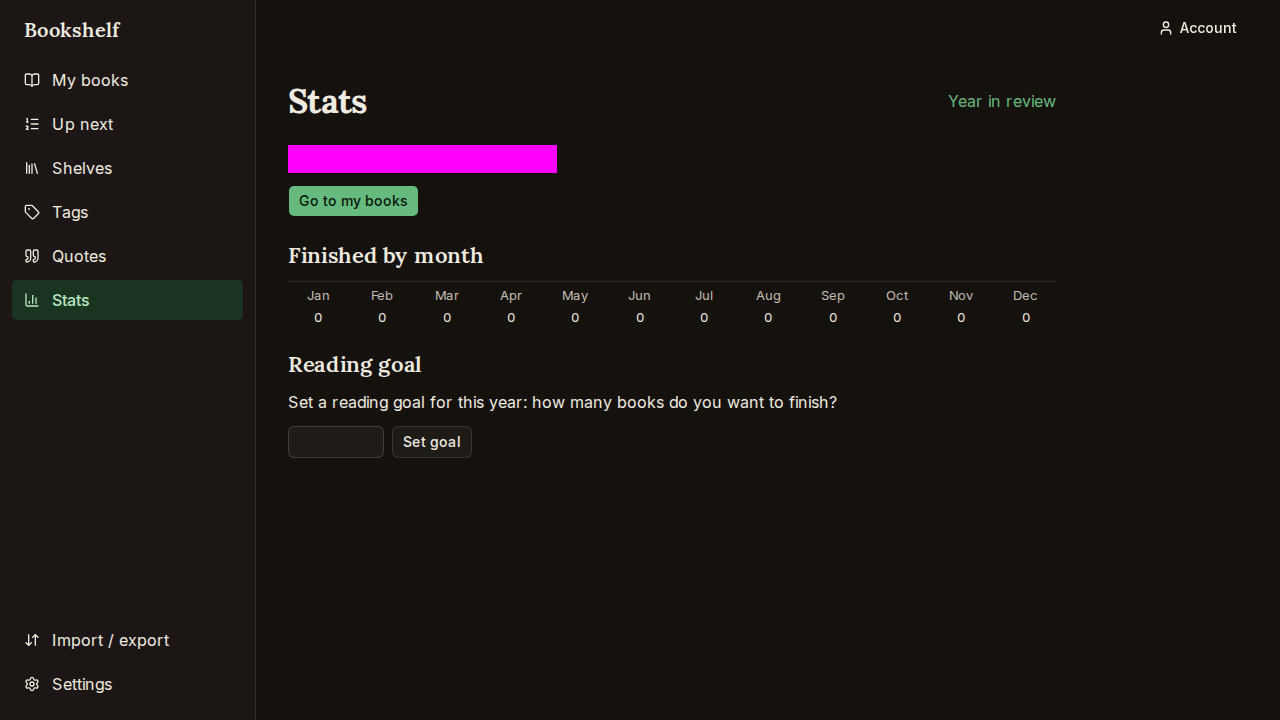 Bookshelf
My books
Up next
Shelves
Tags
Quotes
Stats
Import / export
Settings
Account
Stats
Year in review
Go to my books
Finished by month
Jan Feb Mar Apr May Jun Jul Aug Sep Oct Nov Dec
0 0 0 0 0 0 0 0 0 0 0 0
Reading goal
Set a reading goal for this year: how many books do you want to finish?
Set goal